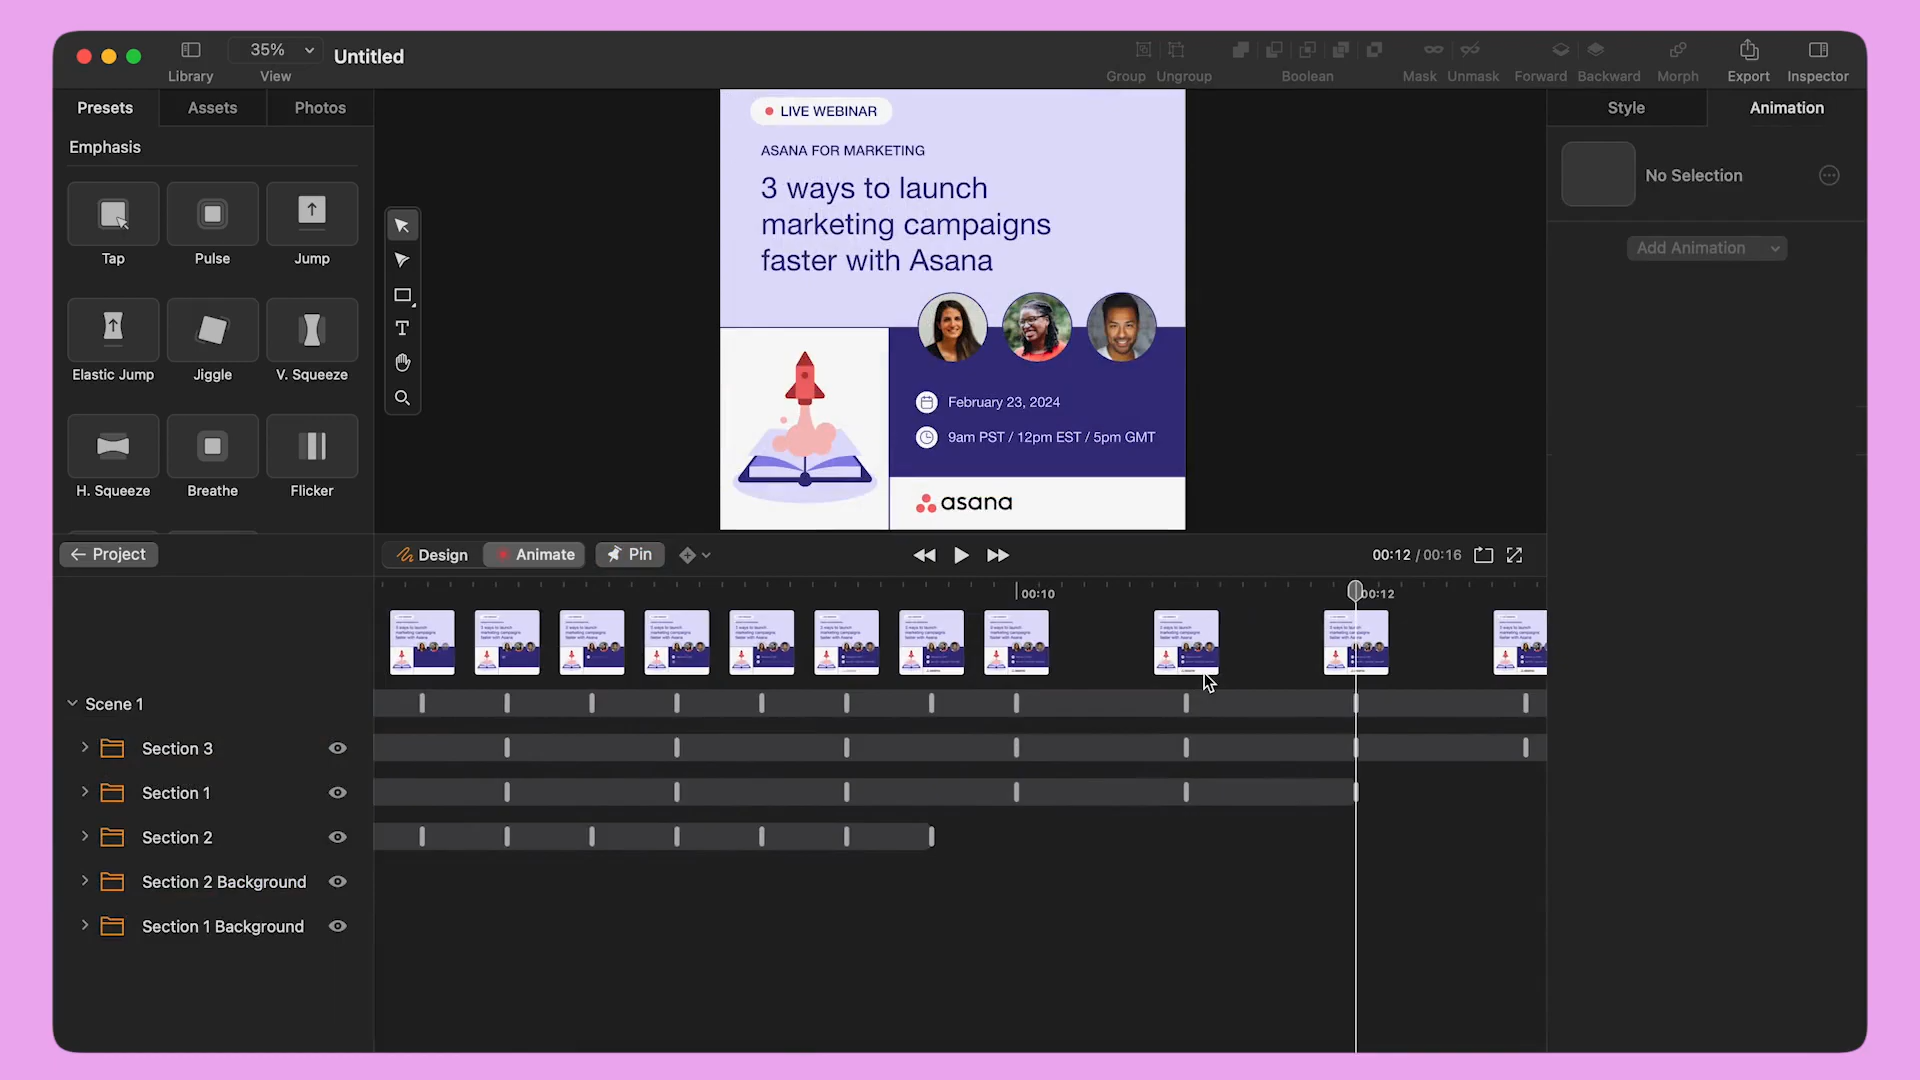 35%
Untitled
Library
View
Group
Ungroup
Boolean
Mask
Unmask
Forward
Backward
Morph
Export
Inspector
Presets
Assets
Photos
Style
Animation
Emphasis
Tap
Pulse
Jump
Elastic Jump
Jiggle
V. Squeeze
H. Squeeze
Breathe
Flicker
LIVE WEBINAR
ASANA FOR MARKETING
3 ways to launch
marketing campaigns
faster with Asana
February 23, 2024
9am PST / 12pm EST / 5pm GMT
asana
No Selection
Add Animation
Project
Design
Animate
Pin
00:12 / 00:16
00:10
00:12
Scene 1
Section 3
Section 1
Section 2
Section 2 Background
Section 1 Background